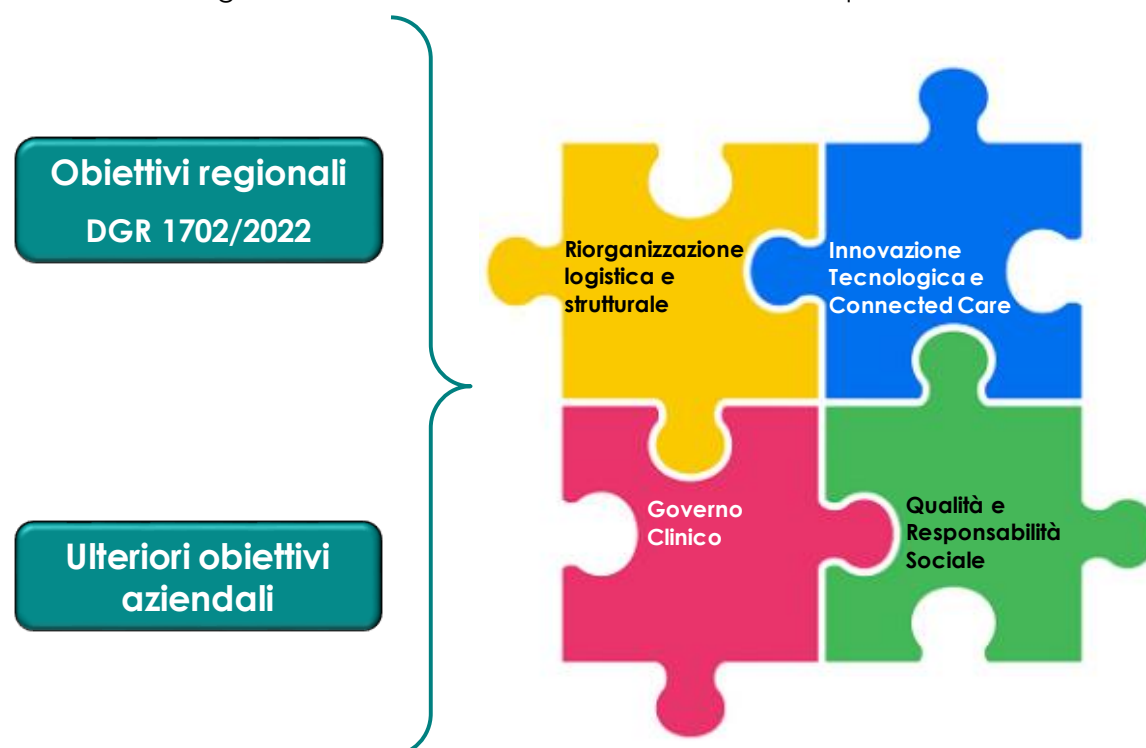 Obiettivi regionali
DGR 1702/2022
Ulteriori obiettivi
aziendali
Riorganizzazione
logistica e
strutturale
Innovazione
Tecnologica e
Connected Care
Governo
Clinico
Qualità e
Responsabilità
Sociale